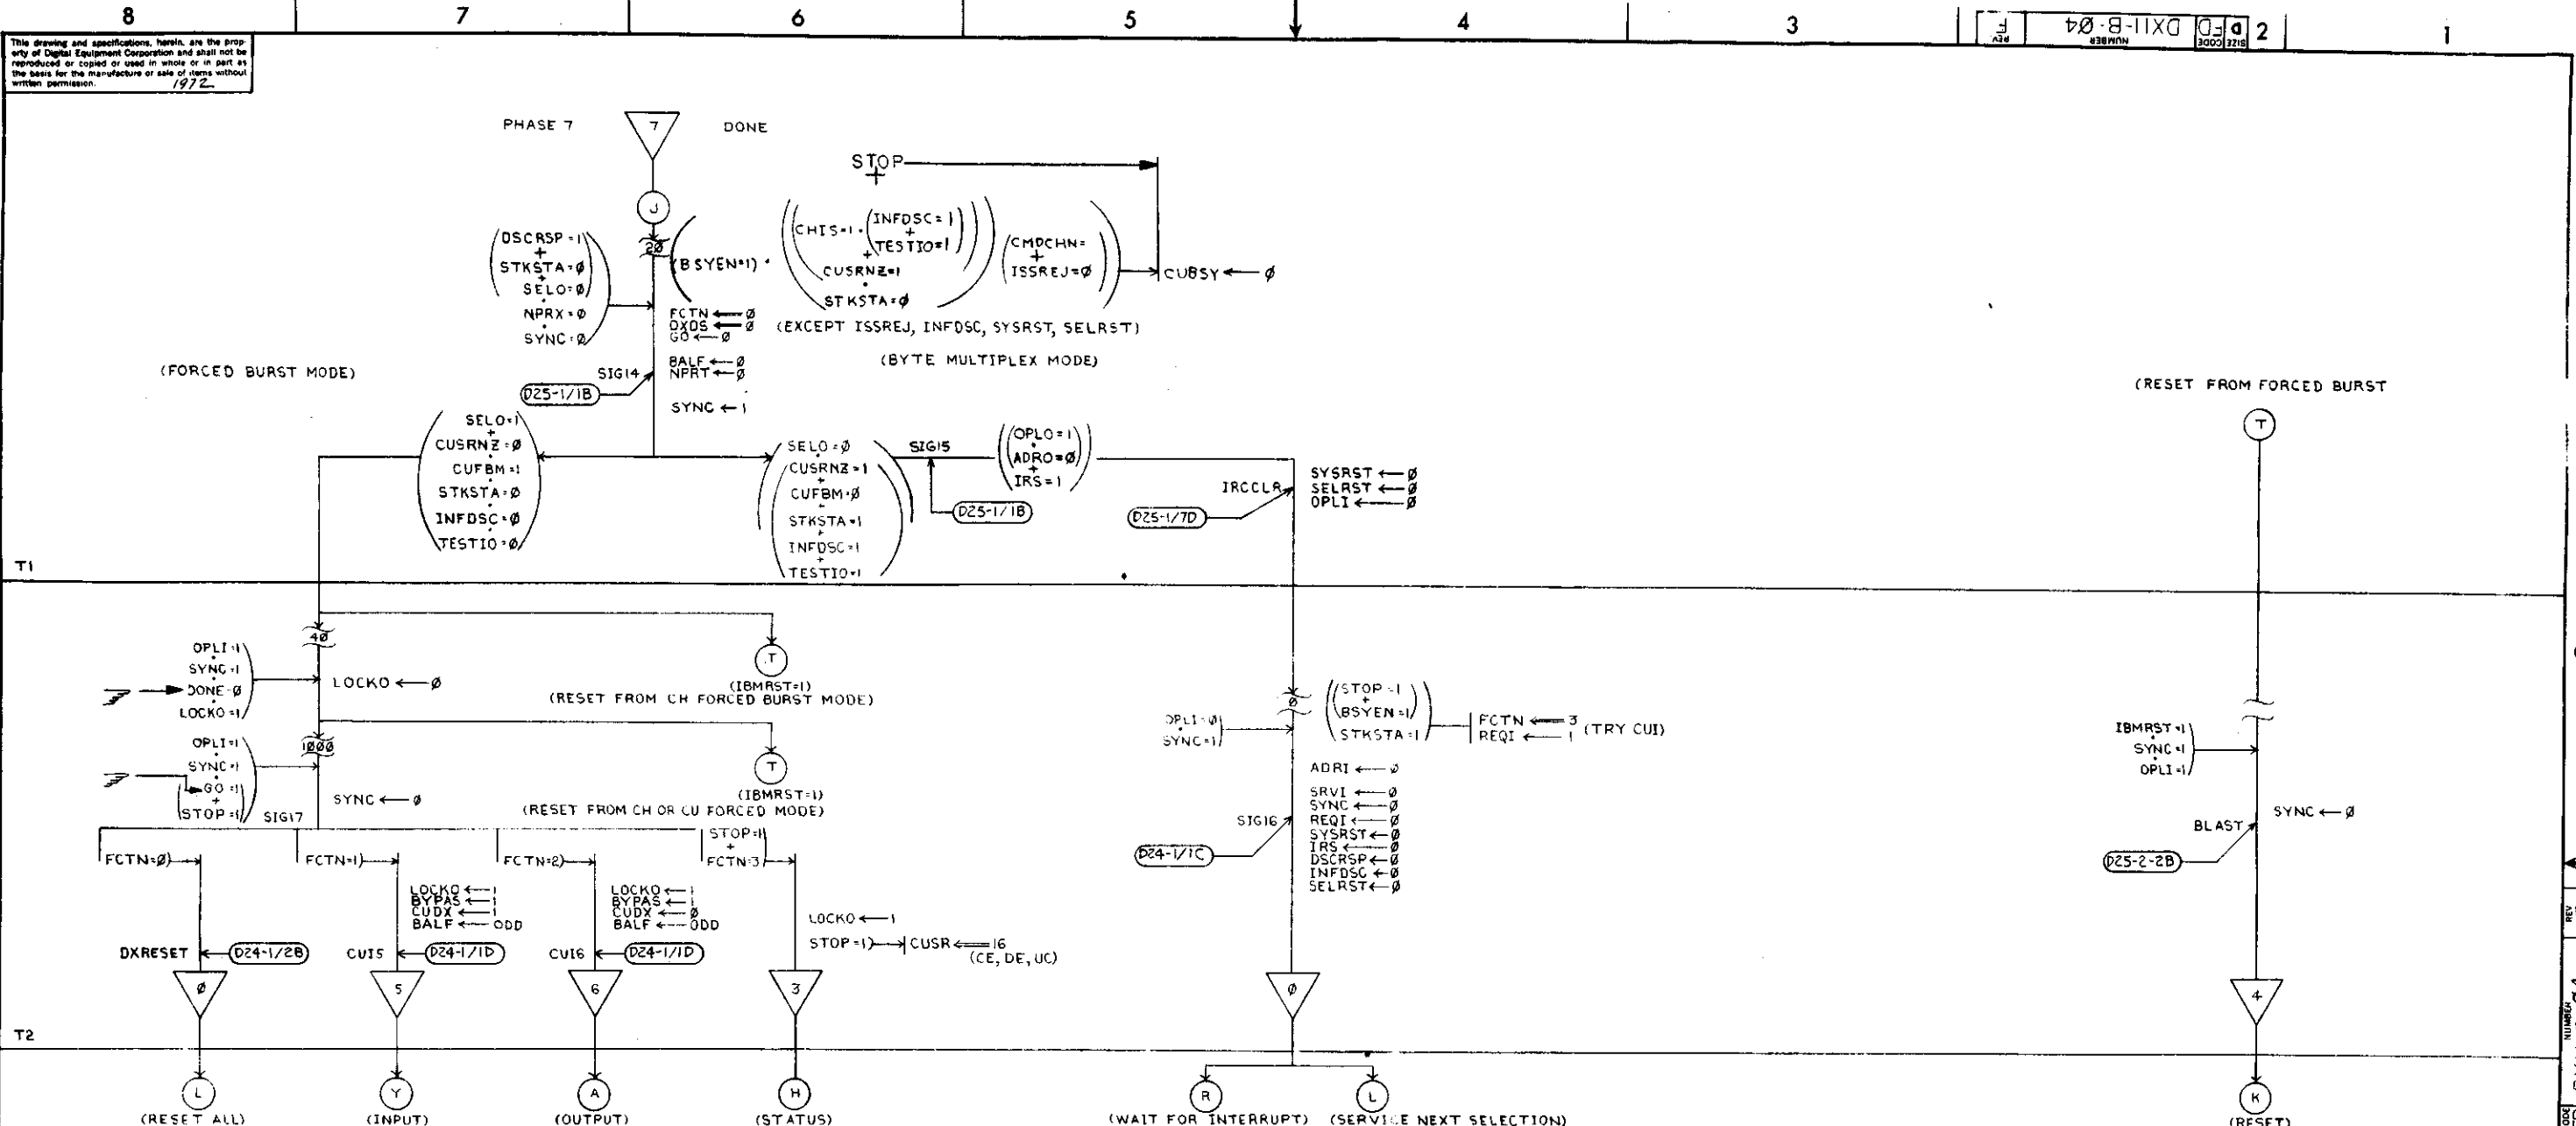 8 7 6 5 4 3 2 1
This drawing and specifications, herein, are the prop-
erty of Digital Equipment Corporation and shall not be
reproduced or copied or used in whole or in part as
the basis for the manufacture or sale of items without
written permission. 1972
SIZE D
CODE FD
NUMBER DX11-B-Ø4
REV. F
PHASE 7
7
DONE
STOP
+
J
2Ø
DSCRSP=1
+
STKSTA=Ø
+
SELO=Ø
NPRX=Ø
SYNC=Ø
(BSYEN=1)
CHIS=1·
INFDSC=1
+
TESTIO=1
+
CUSRNZ=1
STKSTA=Ø
CMDCHN=
+
ISSREJ=Ø
CUBSY←Ø
FCTN←Ø
DXDS←Ø
GO←Ø
(EXCEPT ISSREJ, INFDSC, SYSRST, SELRST)
BALF←Ø
NPRT←Ø
(BYTE MULTIPLEX MODE)
(FORCED BURST MODE)
SIG14
D25-1/1B
SYNC←1
(RESET FROM FORCED BURST
T
SELO=1
+
CUSRNZ=Ø
CUFBM=1
STKSTA=Ø
INFDSC=Ø
TESTIO=Ø
SELO=Ø
CUSRNZ=1
+
CUFBM=Ø
+
STKSTA=1
+
INFDSC=1
+
TESTIO=1
SIG15
D25-1/1B
OPLO=1
ADRO=Ø
+
IRS=1
IRCCLR
D25-1/7D
SYSRST←Ø
SELRST←Ø
OPLI←Ø
T1
4Ø
OPLI=1
SYNC=1
DONE=Ø
LOCKO=1
LOCKO←Ø
T
(IBMRST=1)
(RESET FROM CH FORCED BURST MODE)
1ØØØ
OPLI=1
SYNC=1
GO=1
+
STOP=1
SYNC←Ø
T
(IBMRST=1)
(RESET FROM CH OR CU FORCED MODE)
SIG17
Ø
OPLI=Ø
SYNC=1
STOP=1
+
BSYEN=1
STKSTA=1
FCTN←3
REQI←1
(TRY CUI)
ADRI←Ø
SRVI←Ø
SYNC←Ø
REQI←Ø
SYSRST←Ø
IRS←Ø
DSCRSP←Ø
INFDSC←Ø
SELRST←Ø
SIG16
D24-1/1C
IBMRST=1
SYNC=1
OPLI=1
SYNC←Ø
BLAST
D25-2-2B
FCTN=Ø)
FCTN=1)
FCTN=2)
STOP=1
+
FCTN=3
LOCKO←1
BYPAS←1
CUDX←1
BALF←ODD
LOCKO←1
BYPAS←1
CUDX←Ø
BALF←ODD
LOCKO←1
STOP=1)→ CUSR←16
(CE, DE, UC)
DXRESET
D24-1/2B
CUI5
D24-1/1D
CUI6
D24-1/1D
Ø
5
6
3
Ø
4
T2
L
Y
A
H
R
L
K
(RESET ALL)
(INPUT)
(OUTPUT)
(STATUS)
(WAIT FOR INTERRUPT)
(SERVICE NEXT SELECTION)
(RESET)
REV
NUMBER